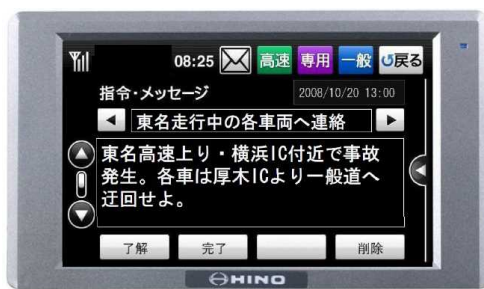 08:25 高速 専用 一般 戻る
指令・メッセージ 2008/10/20 13:00
東名走行中の各車両へ連絡
東名高速上り・横浜IC付近で事故
発生。各車は厚木ICより一般道へ
迂回せよ。
了解 完了 削除
HINO